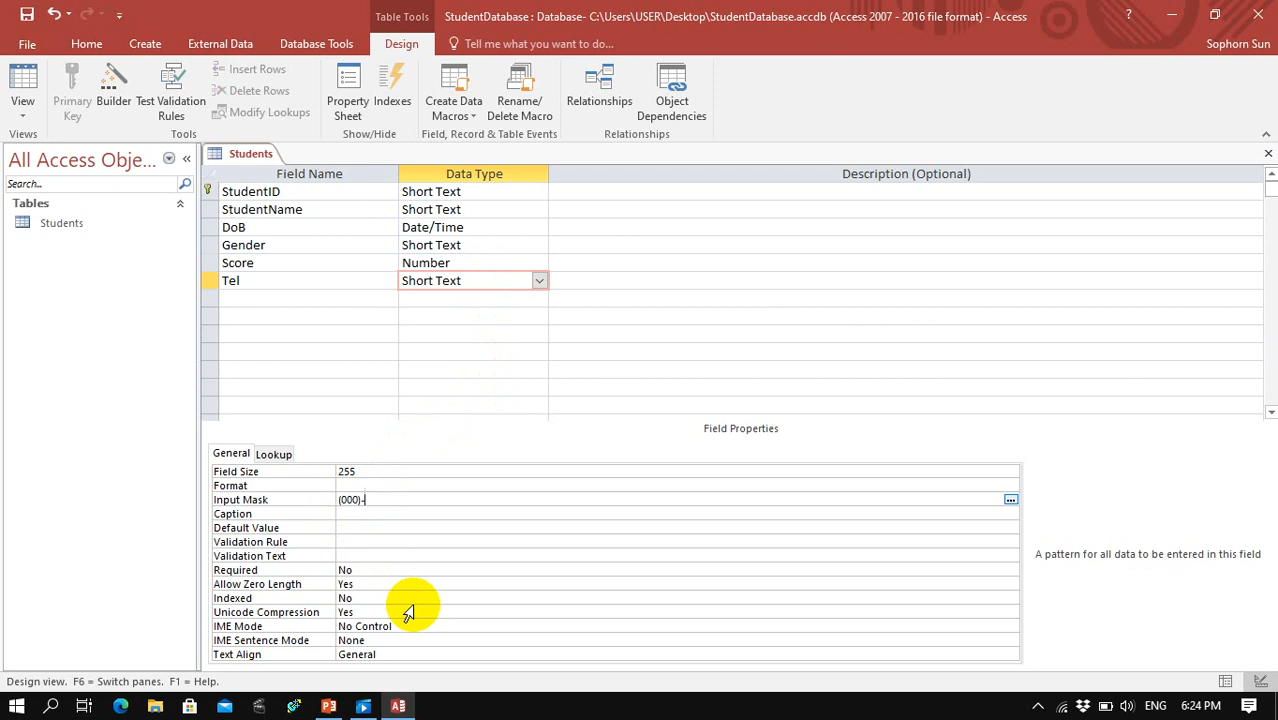 Table Tools
StudentDatabase : Database- C:\Users\USER\Desktop\StudentDatabase.accdb (Access 2007 - 2016 file format) - Access
?
File
Home
Create
External Data
Database Tools
Design
Tell me what you want to do...
Sophorn Sun
View
Primary
Key
Builder
Test Validation
Rules
Insert Rows
Delete Rows
Modify Lookups
Property
Sheet
Indexes
Create Data
Macros
Rename/
Delete Macro
Relationships
Object
Dependencies
Views
Tools
Show/Hide
Field, Record & Table Events
Relationships
All Access Obje...
Search...
Tables
Students
Students
Field Name
Data Type
Description (Optional)
StudentID
Short Text
StudentName
Short Text
DoB
Date/Time
Gender
Short Text
Score
Number
Tel
Short Text
Field Properties
General
Lookup
Field Size
255
Format
Input Mask
(000)-
Caption
Default Value
Validation Rule
Validation Text
Required
No
Allow Zero Length
Yes
Indexed
No
Unicode Compression
Yes
IME Mode
No Control
IME Sentence Mode
None
Text Align
General
A pattern for all data to be entered in this field
Design view. F6 = Switch panes. F1 = Help.
ENG
6:24 PM